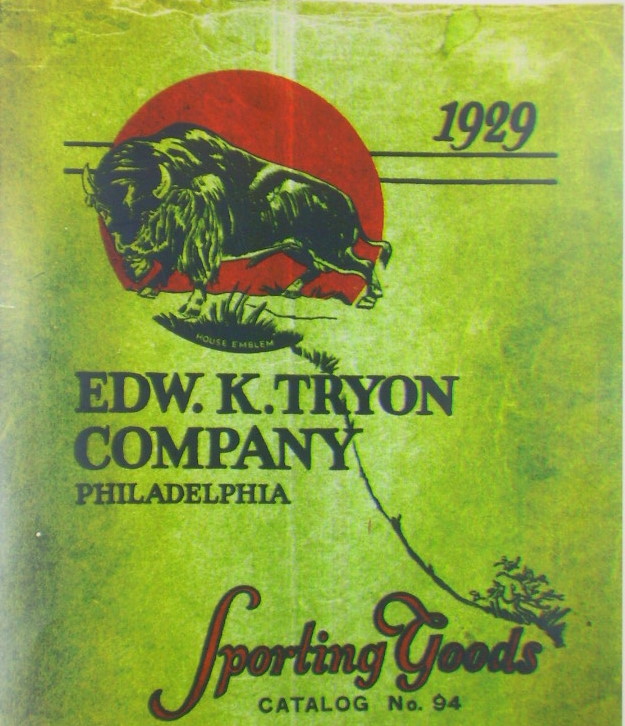 1929
HOUSE EMBLEM
EDW. K. TRYON
COMPANY
PHILADELPHIA
Sporting Goods
CATALOG No. 94